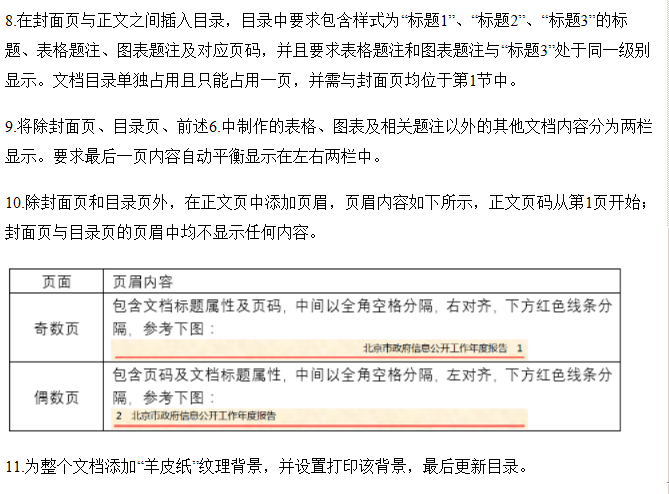 8.在封面页与正文之间插入目录，目录中要求包含样式为“标题1”、“标题2”、“标题3”的标
题、表格题注、图表题注及对应页码，并且要求表格题注和图表题注与“标题3”处于同一级别
显示。文档目录单独占用且只能占用一页，并需与封面页均位于第1节中。
9.将除封面页、目录页、前述6.中制作的表格、图表及相关题注以外的其他文档内容分为两栏
显示。要求最后一页内容自动平衡显示在左右两栏中。
10.除封面页和目录页外，在正文页中添加页眉，页眉内容如下所示，正文页码从第1页开始；
封面页与目录页的页眉中均不显示任何内容。
页面 页眉内容
奇数页
包含文档标题属性及页码，中间以全角空格分隔，右对齐，下方红色线条分
隔，参考下图：
北京市政府信息公开工作年度报告 1
偶数页
包含页码及文档标题属性，中间以全角空格分隔，左对齐，下方红色线条分
隔，参考下图：
2 北京市政府信息公开工作年度报告
11.为整个文档添加“羊皮纸”纹理背景，并设置打印该背景，最后更新目录。